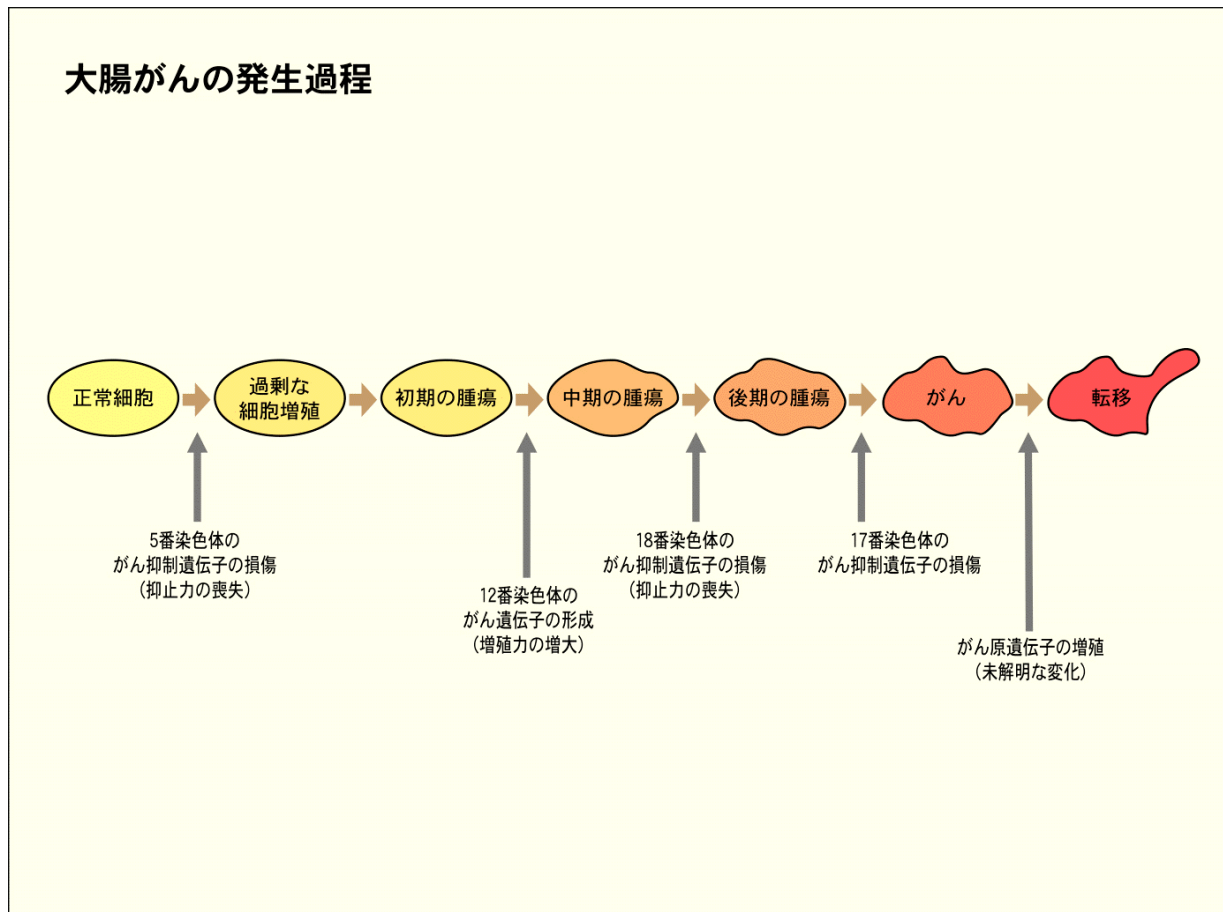 大腸がんの発生過程
正常細胞
過剰な
細胞増殖
初期の腫瘍
中期の腫瘍
後期の腫瘍
がん
転移
5番染色体の
がん抑制遺伝子の損傷
(抑止力の喪失)
12番染色体の
がん遺伝子の形成
(増殖力の増大)
18番染色体の
がん抑制遺伝子の損傷
(抑止力の喪失)
17番染色体の
がん抑制遺伝子の損傷
がん原遺伝子の増殖
(未解明な変化)